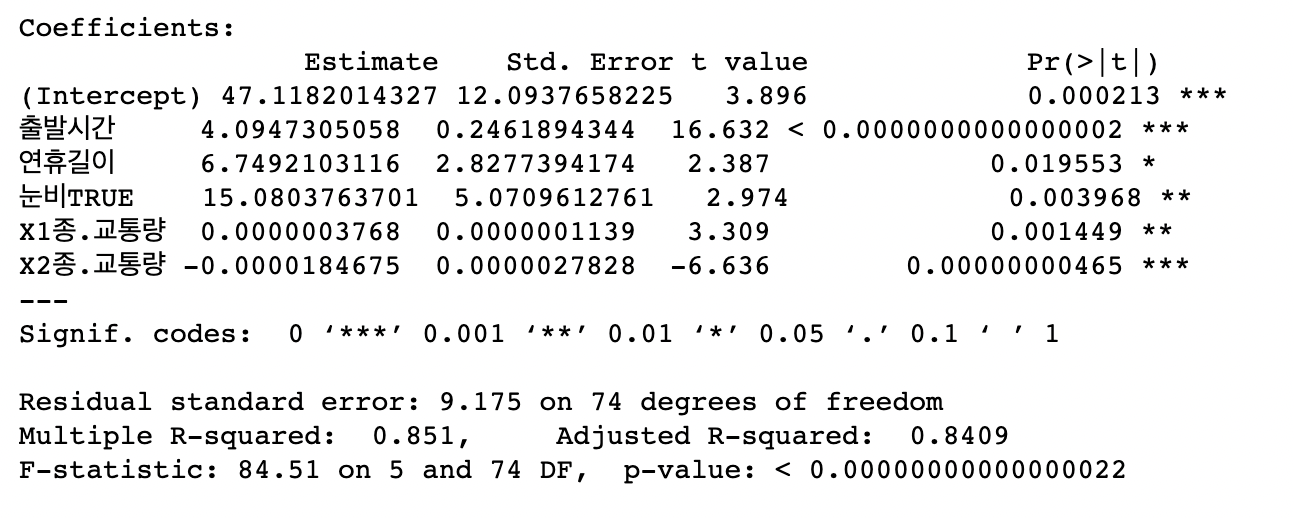 Coefficients:
Estimate Std. Error t value Pr(>|t|)
(Intercept) 47.1182014327 12.0937658225 3.896 0.000213 ***
출발시간 4.0947305058 0.2461894344 16.632 < 0.0000000000000002 ***
연휴길이 6.7492103116 2.8277394174 2.387 0.019553 *
눈비TRUE 15.0803763701 5.0709612761 2.974 0.003968 **
X1종.교통량 0.0000003768 0.0000001139 3.309 0.001449 **
X2종.교통량 -0.0000184675 0.0000027828 -6.636 0.00000000465 ***
---
Signif. codes: 0 ‘***’ 0.001 ‘**’ 0.01 ‘*’ 0.05 ‘.’ 0.1 ‘ ’ 1
Residual standard error: 9.175 on 74 degrees of freedom
Multiple R-squared: 0.851, Adjusted R-squared: 0.8409
F-statistic: 84.51 on 5 and 74 DF, p-value: < 0.00000000000000022